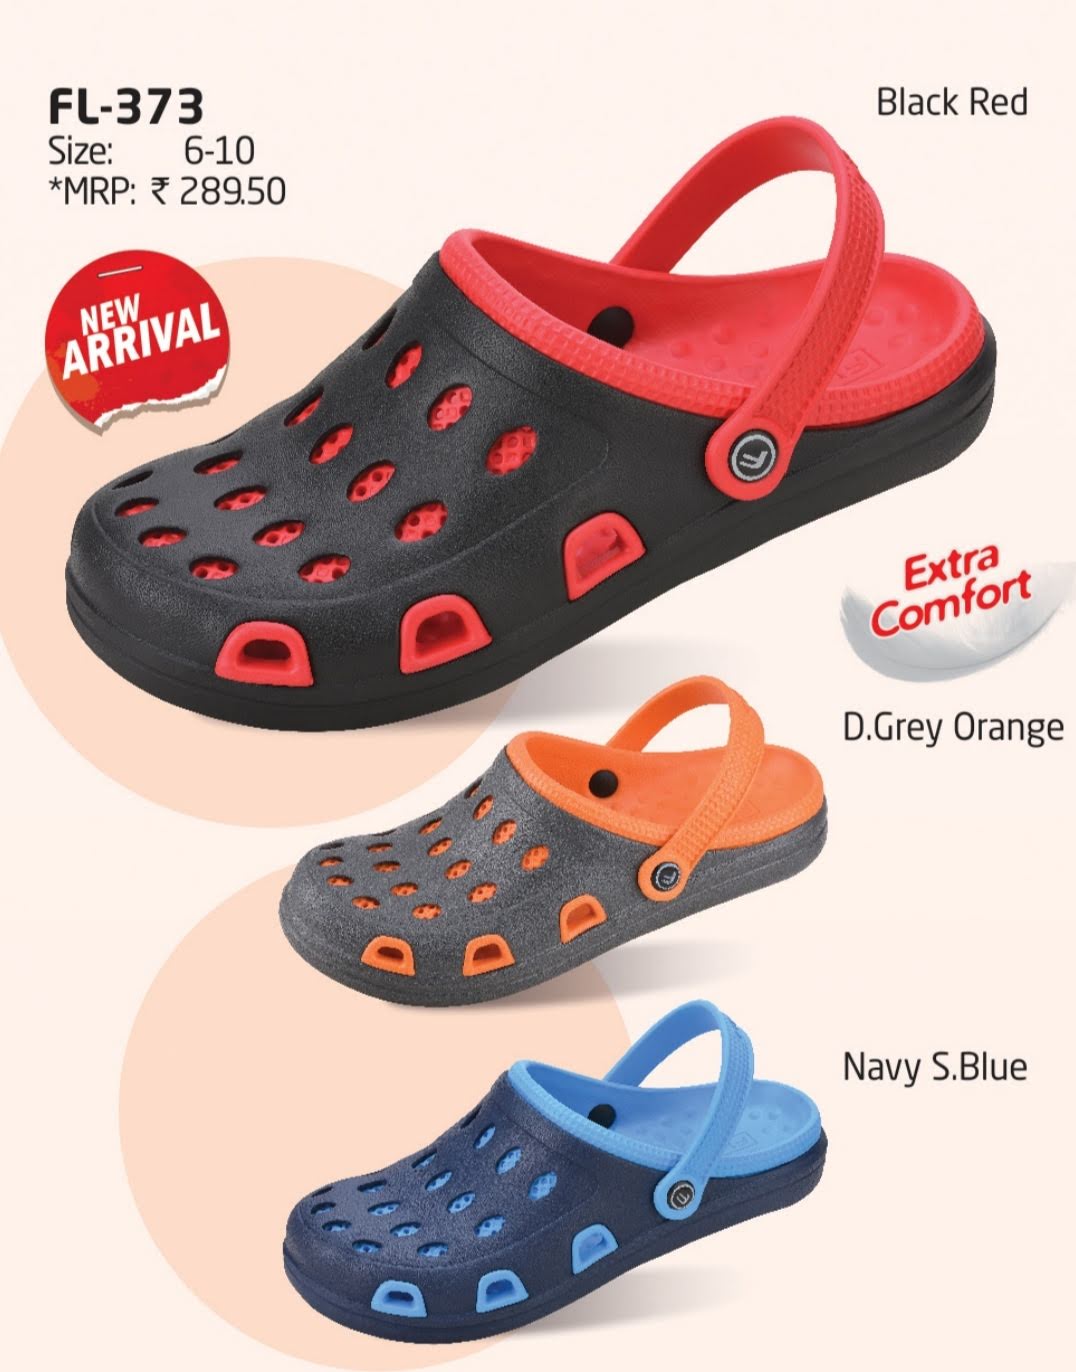 FL-373
Size: 6-10
*MRP: ₹ 289.50
Black Red
NEW
ARRIVAL
Extra
Comfort
D.Grey Orange
Navy S.Blue